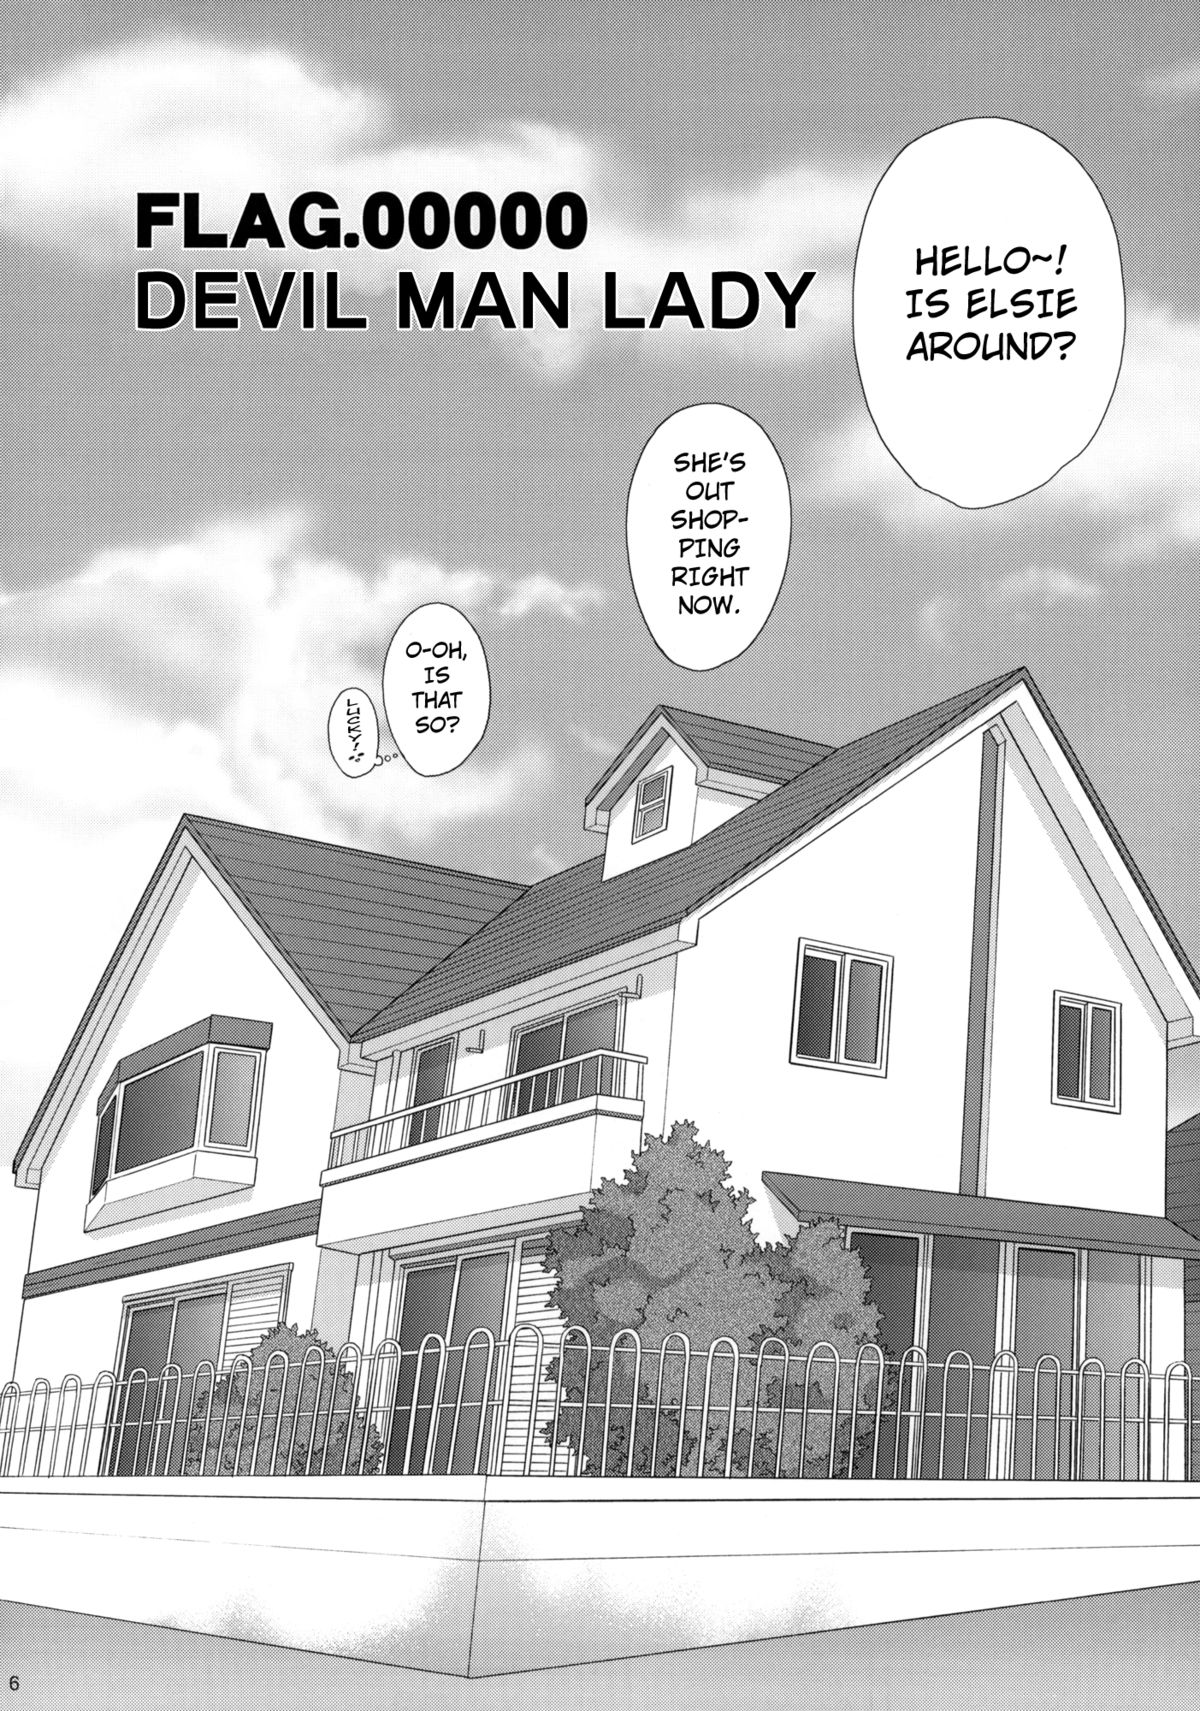 FLAG.00000
DEVIL MAN LADY
HELLO~!
IS ELSIE
AROUND?
SHE'S
OUT
SHOP-
PING
RIGHT
NOW.
O-OH,
IS
THAT
SO?
LUCKY!
6